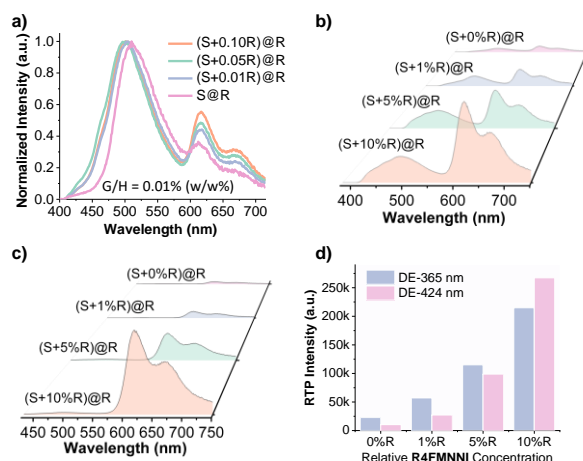 a)
Normalized Intensity (a.u.)
1.0
0.8
0.6
0.4
0.2
0.0
(S+0.10R)@R
(S+0.05R)@R
(S+0.01R)@R
S@R
G/H = 0.01% (w/w%)
400 450 500 550 600 650 700
Wavelength (nm)
b)
(S+0%R)@R
(S+1%R)@R
(S+5%R)@R
(S+10%R)@R
400 500 600 700
Wavelength (nm)
c)
(S+0%R)@R
(S+1%R)@R
(S+5%R)@R
(S+10%R)@R
450 500 550 600 650 700 750
Wavelength (nm)
d)
RTP Intensity (a.u.)
250k
200k
150k
100k
50k
0
DE-365 nm
DE-424 nm
0%R 1%R 5%R 10%R
Relative R4FMNNI Concentration